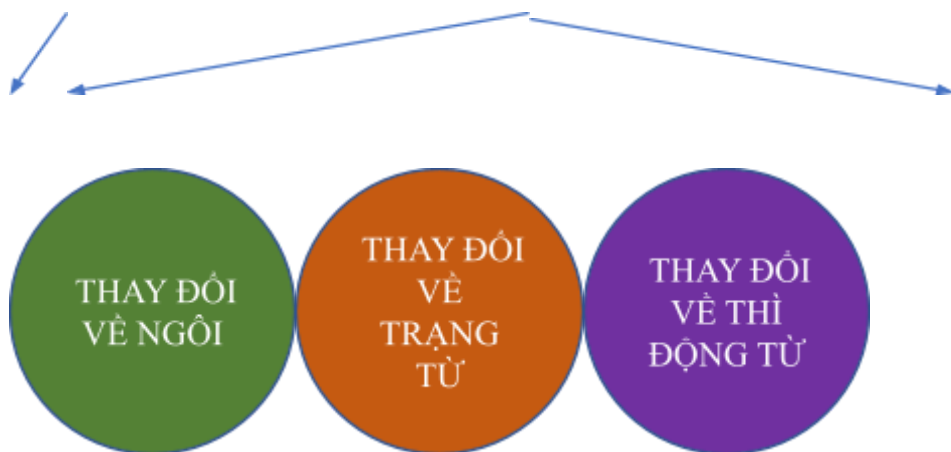 THAY ĐỔI
VỀ NGÔI
THAY ĐỔI
VỀ
TRẠNG
TỪ
THAY ĐỔI
VỀ THÌ
ĐỘNG TỪ